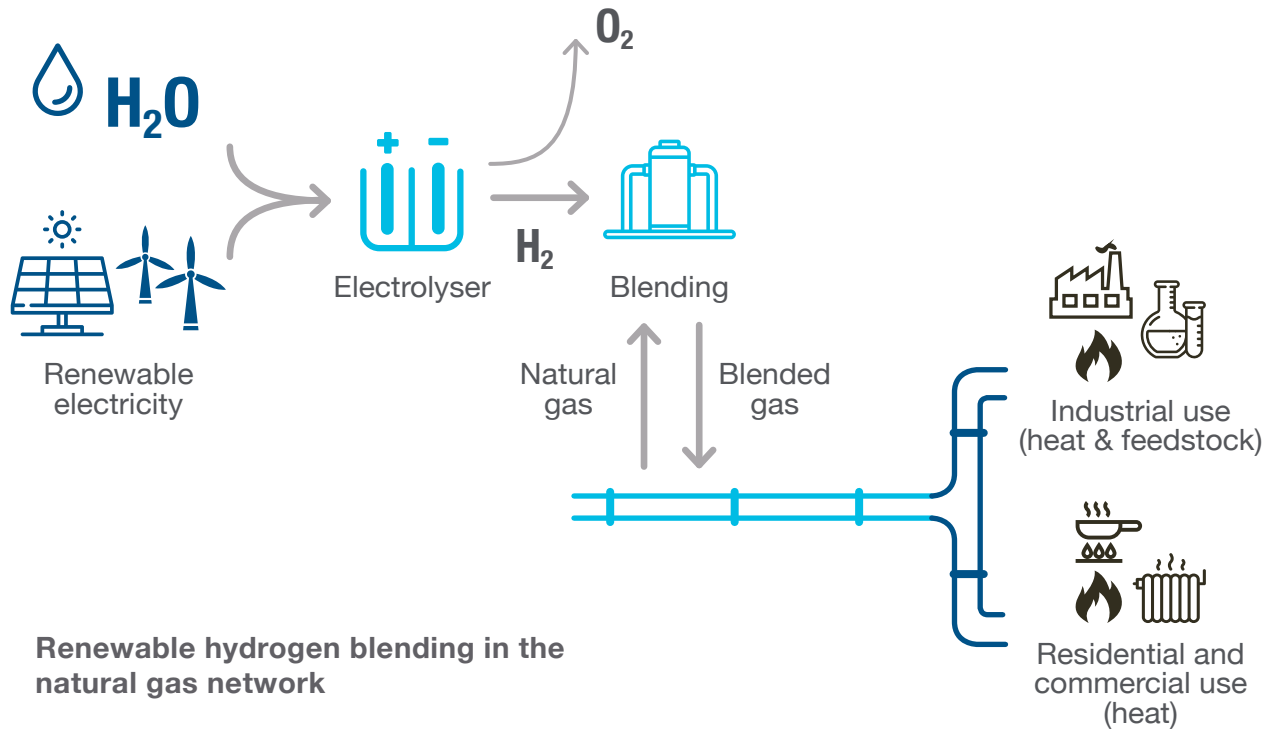 O₂
H₂O
+ -
H₂
Electrolyser
Blending
Renewable
electricity
Natural
gas
Blended
gas
Industrial use
(heat & feedstock)
Residential and
commercial use
(heat)
Renewable hydrogen blending in the
natural gas network